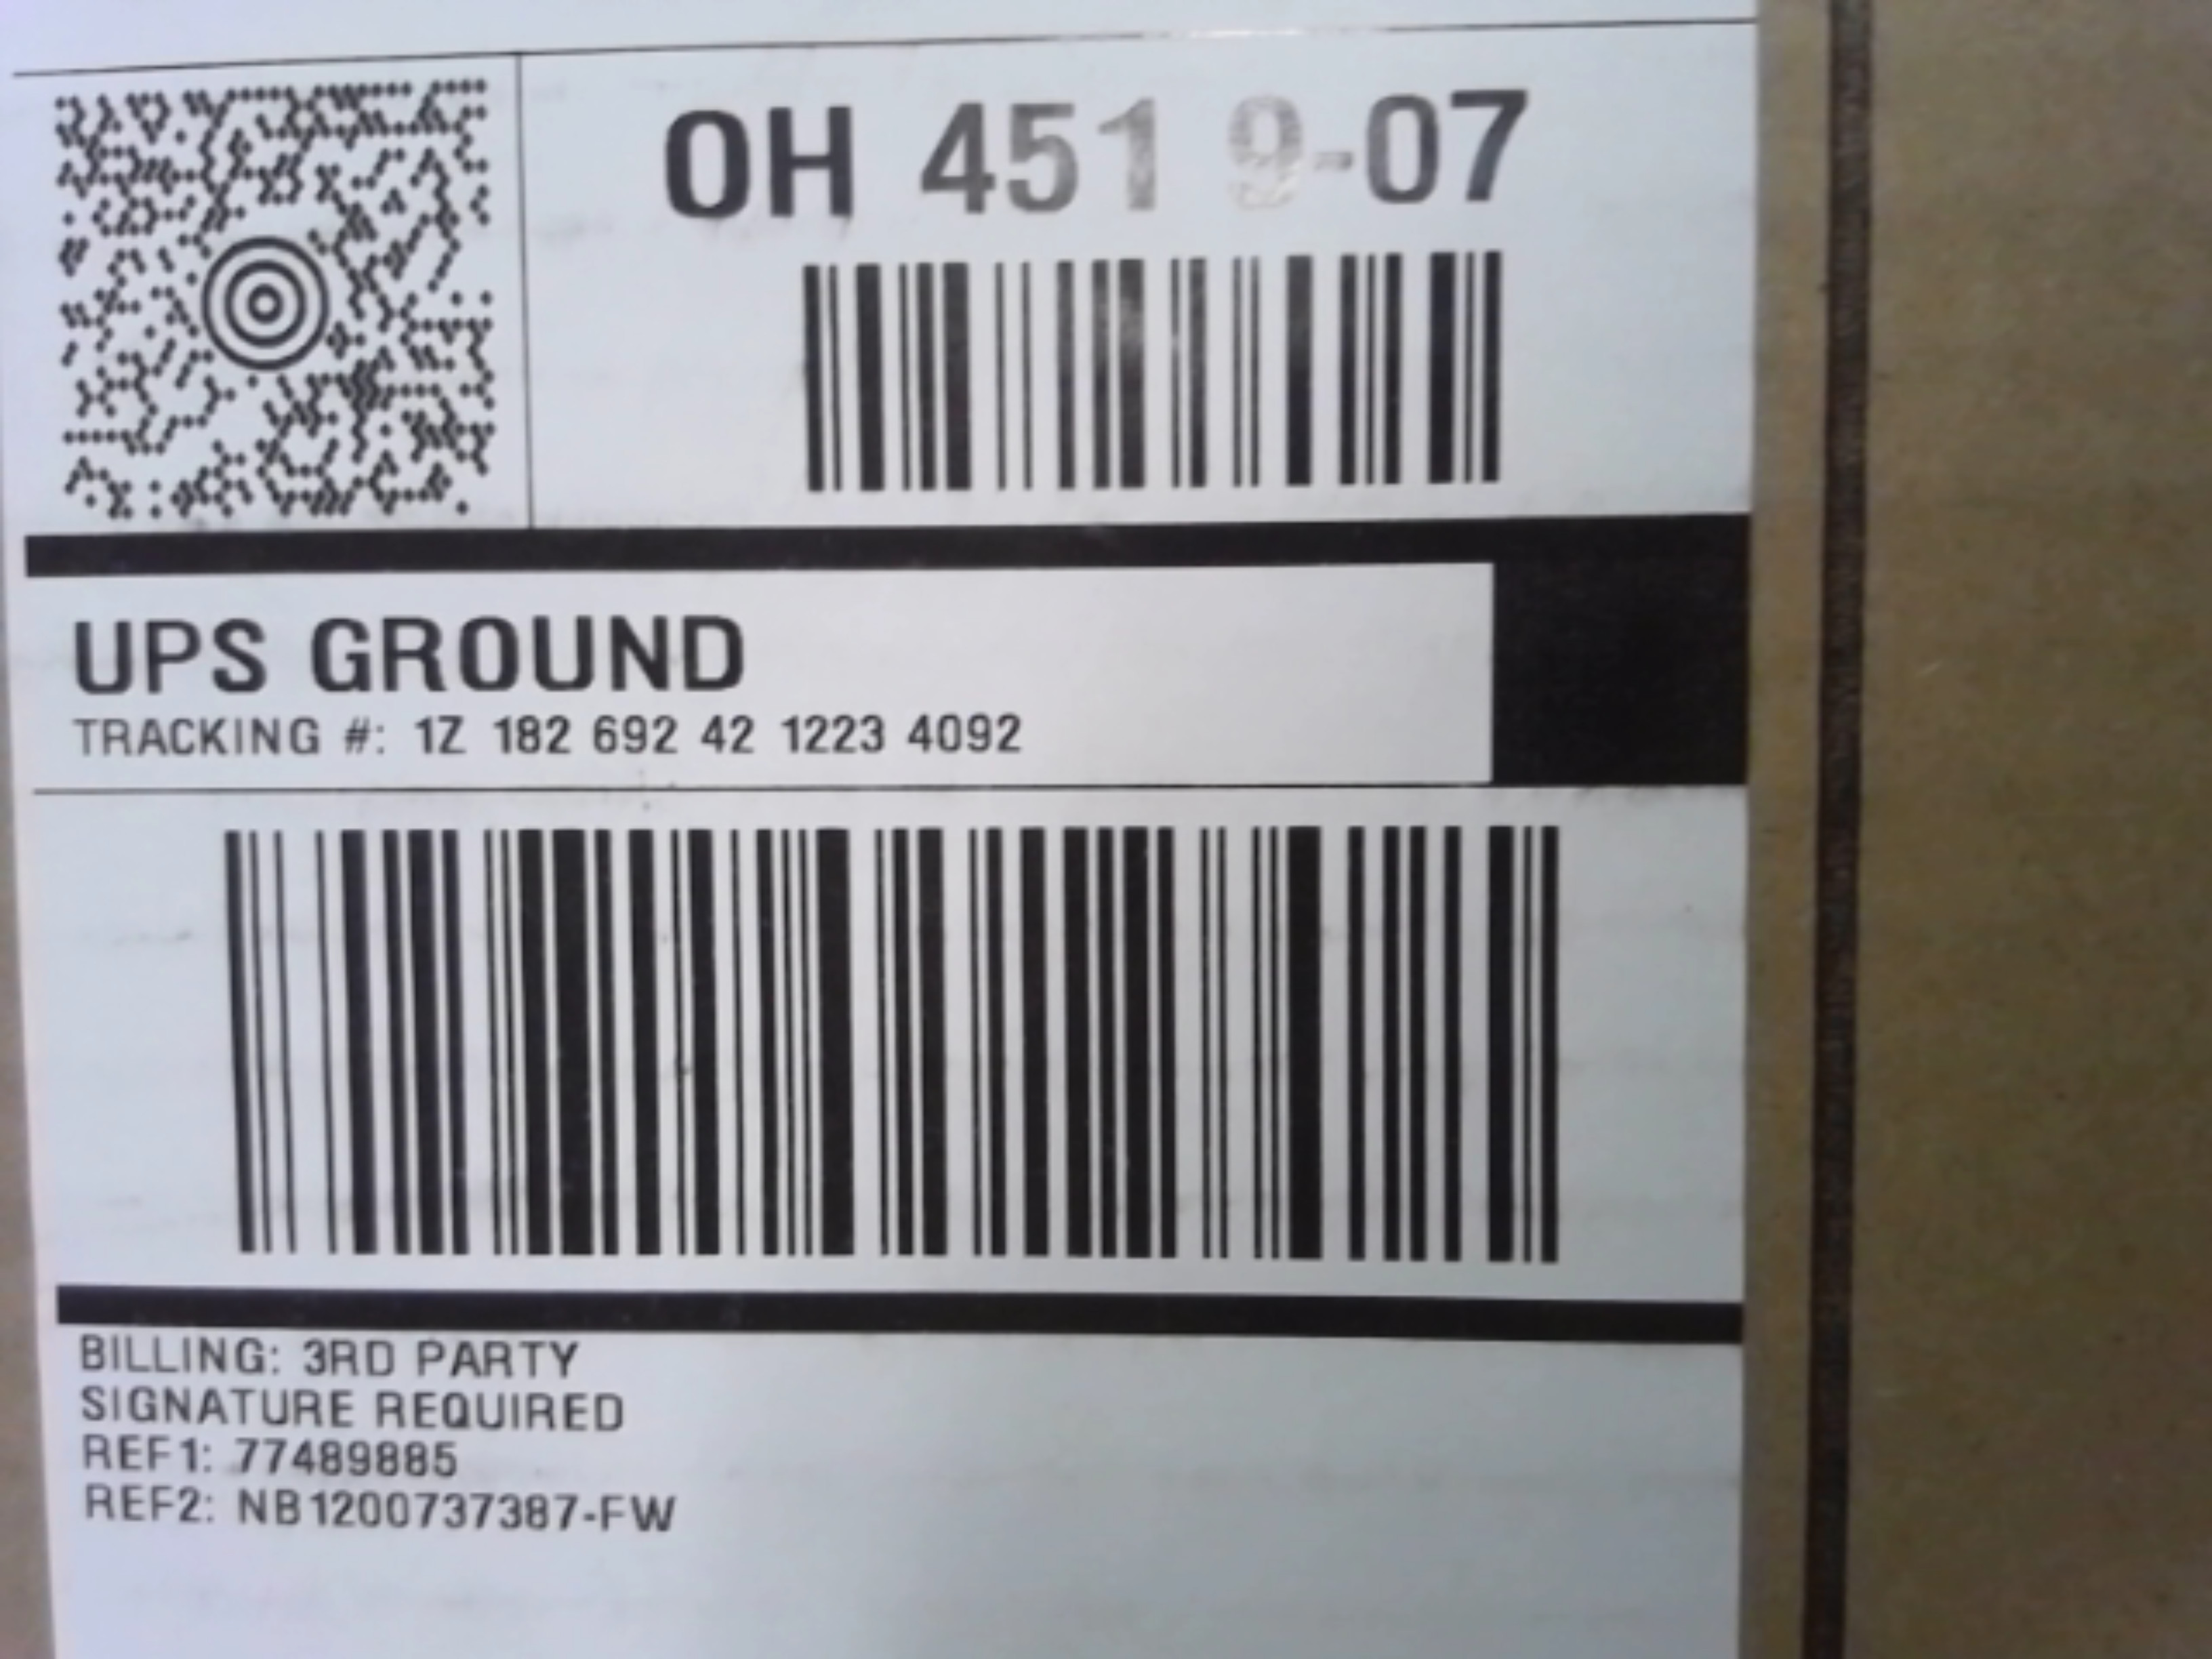 OH 451 9-07
UPS GROUND
TRACKING #: 1Z 182 692 42 1223 4092
BILLING: 3RD PARTY
SIGNATURE REQUIRED
REF1: 77489885
REF2: NB1200737387-FW